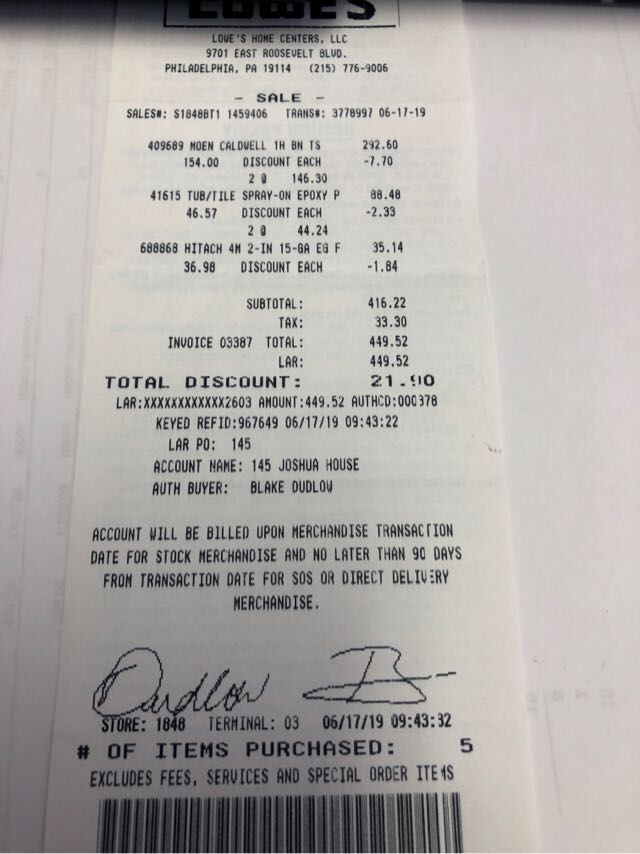 LOWE'S
LOWE'S HOME CENTERS, LLC
9701 EAST ROOSEVELT BLVD.
PHILADELPHIA, PA 19114 (215) 776-9006
- SALE -
SALES#: S1848BT1 1459406 TRANS#: 3778997 06-17-19
409689 MOEN CALDWELL 1H BN TS 292.60
154.00 DISCOUNT EACH -7.70
2 @ 146.30
41615 TUB/TILE SPRAY-ON EPOXY P 88.48
46.57 DISCOUNT EACH -2.33
2 @ 44.24
688868 HITACH 4M 2-IN 15-GA EG F 35.14
36.98 DISCOUNT EACH -1.84
SUBTOTAL: 416.22
TAX: 33.30
INVOICE 03387 TOTAL: 449.52
LAR: 449.52
TOTAL DISCOUNT: 21.90
LAR:XXXXXXXXXXXX2603 AMOUNT:449.52 AUTHCD:000378
KEYED REFID:967649 06/17/19 09:43:22
LAR PO: 145
ACCOUNT NAME: 145 JOSHUA HOUSE
AUTH BUYER: BLAKE DUDLOW
ACCOUNT WILL BE BILLED UPON MERCHANDISE TRANSACTION
DATE FOR STOCK MERCHANDISE AND NO LATER THAN 90 DAYS
FROM TRANSACTION DATE FOR SOS OR DIRECT DELIVERY
MERCHANDISE.
Dudlow B
STORE: 1848 TERMINAL: 03 06/17/19 09:43:32
# OF ITEMS PURCHASED: 5
EXCLUDES FEES, SERVICES AND SPECIAL ORDER ITEMS